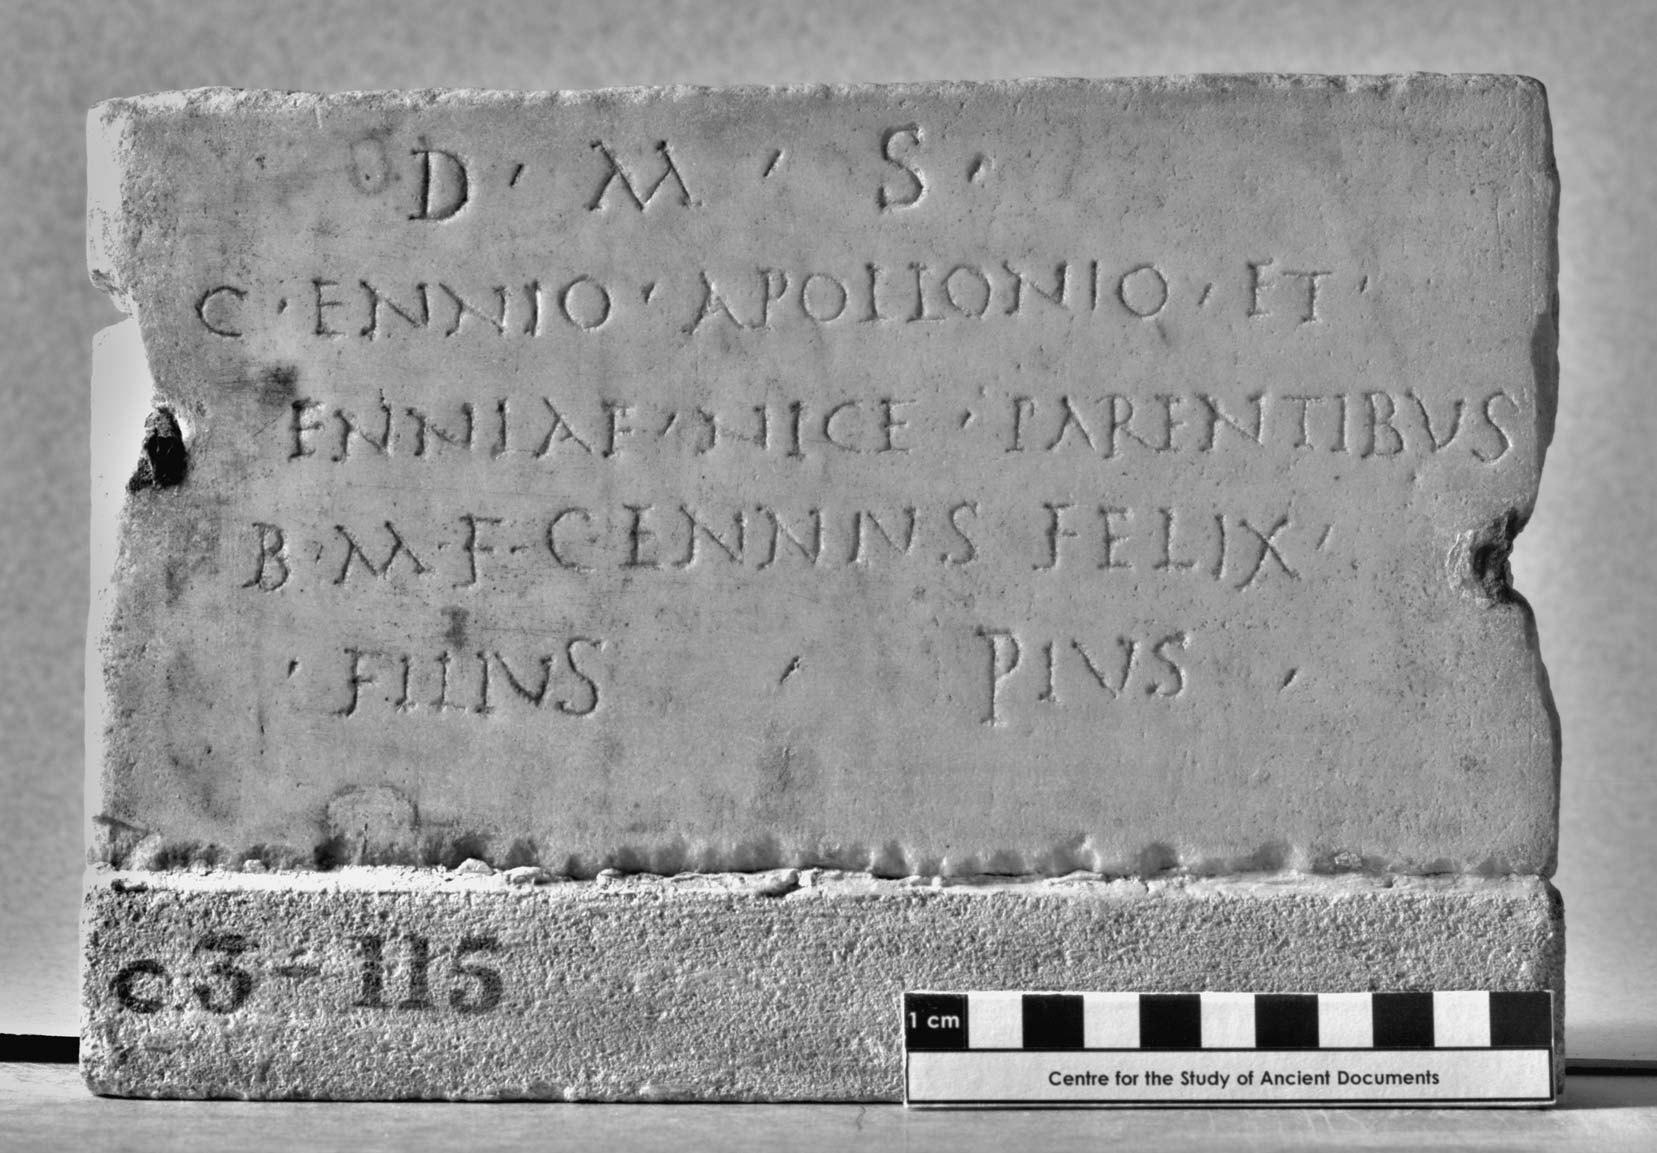 D · M · S ·
C · ENNIO · APOLLONIO · ET ·
ENNIAE · NICE · PARENTIBUS
B · M · F · C ENNIVS FELIX ·
· FILIVS · PIVS ·
c3-115
1 cm
Centre for the Study of Ancient Documents